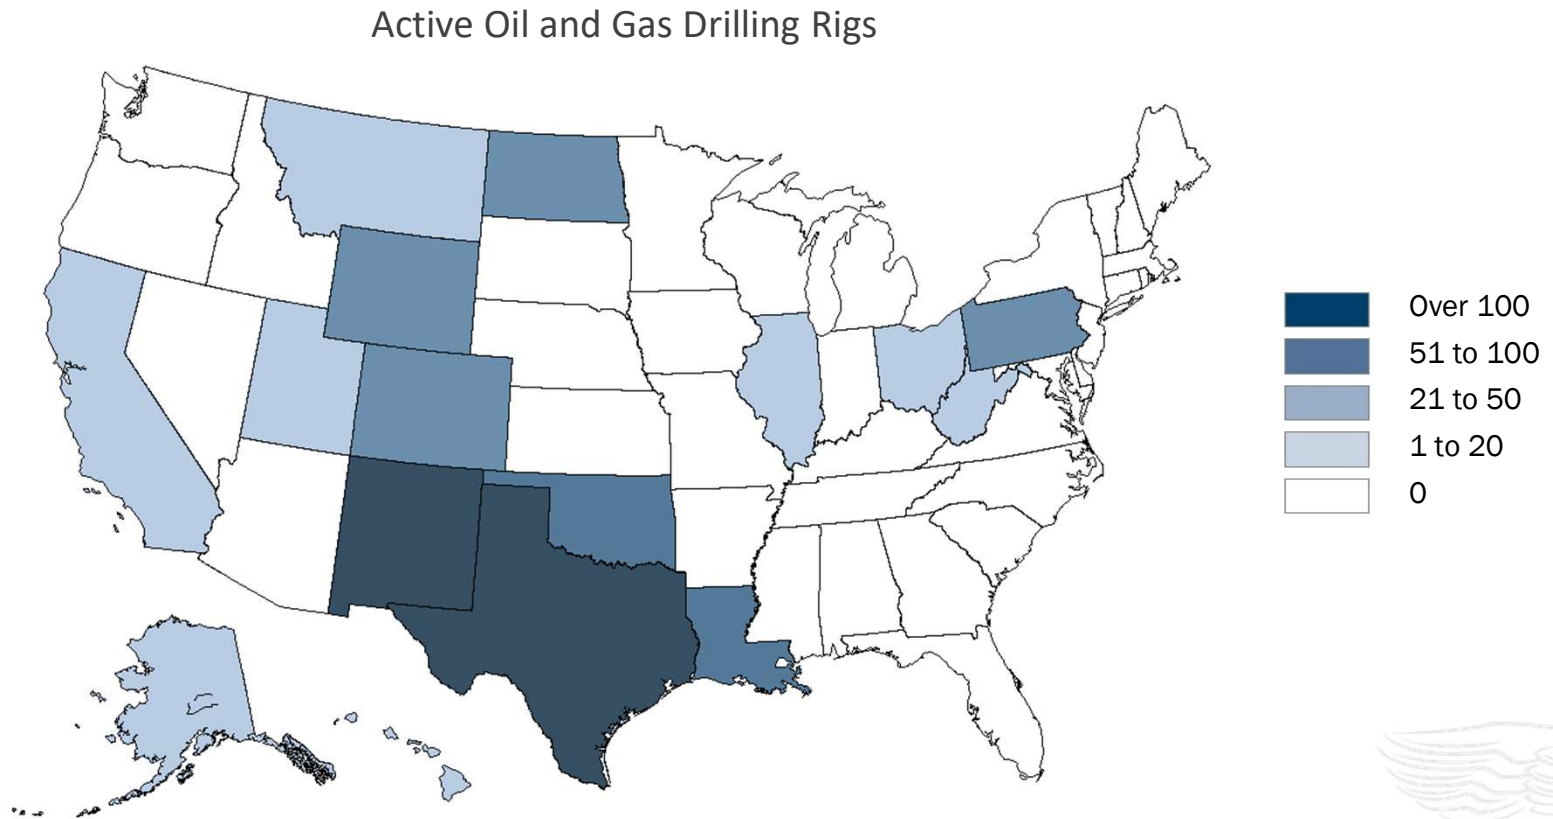 Active Oil and Gas Drilling Rigs
Over 100
51 to 100
21 to 50
1 to 20
0